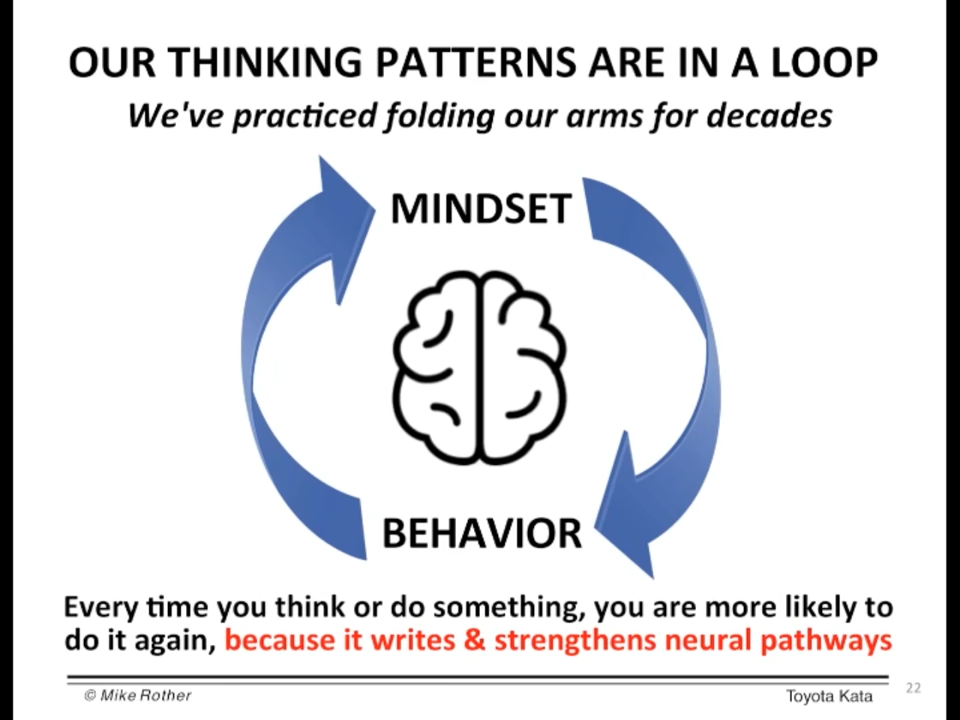 OUR THINKING PATTERNS ARE IN A LOOP
We've practiced folding our arms for decades
MINDSET
BEHAVIOR
Every time you think or do something, you are more likely to
do it again, because it writes & strengthens neural pathways
© Mike Rother
Toyota Kata
22